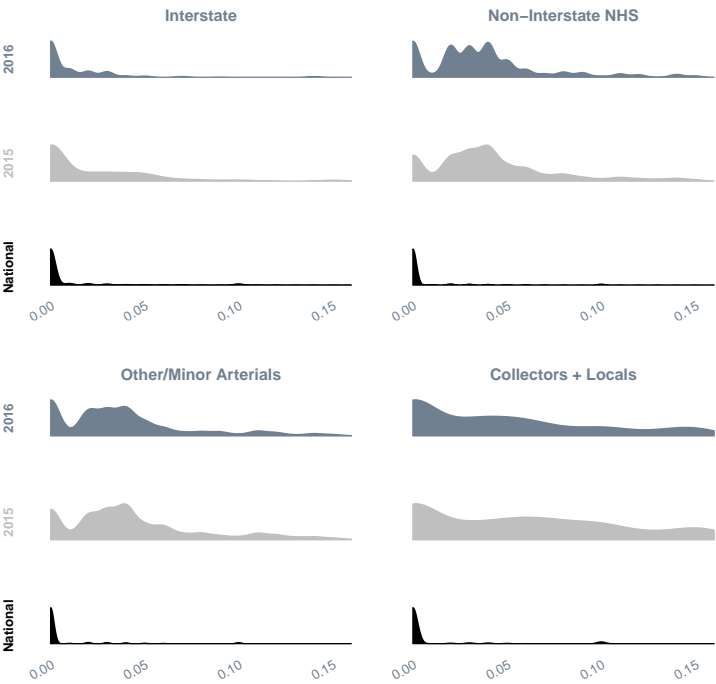 Interstate
Non−Interstate NHS
2016
2015
National
0.00 0.05 0.10 0.15
0.00 0.05 0.10 0.15
Other/Minor Arterials
Collectors + Locals
2016
2015
National
0.00 0.05 0.10 0.15
0.00 0.05 0.10 0.15